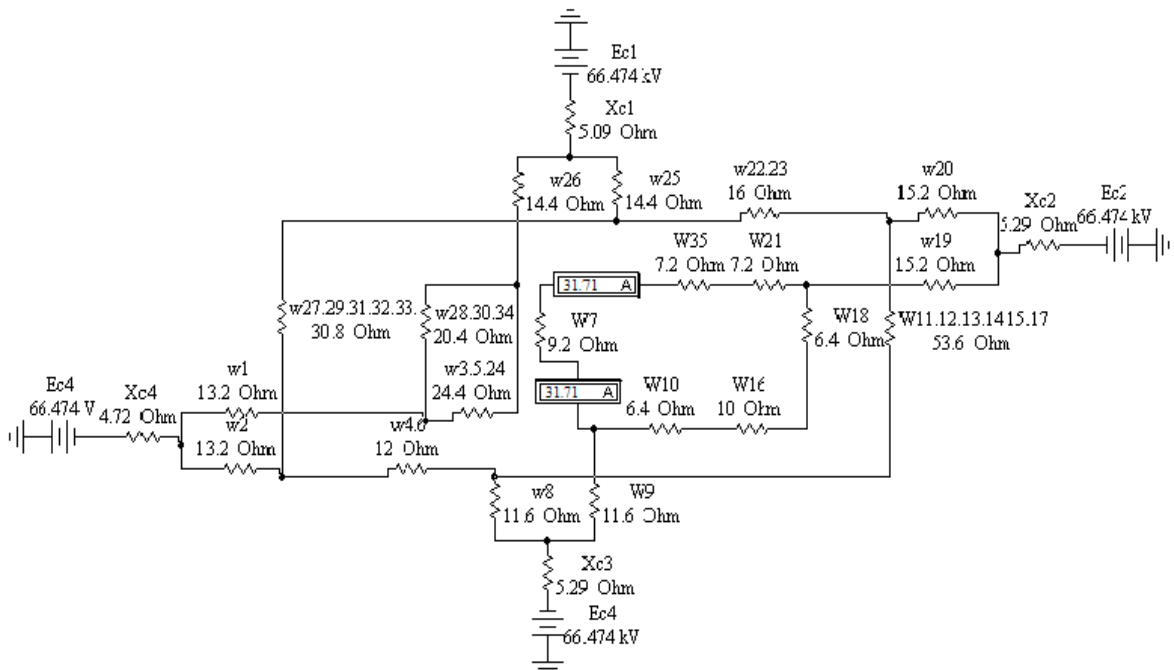 Ec1
66.474 kV
Xc1
5.09 Ohm
w26
14.4 Ohm
w25
14.4 Ohm
w22.23
16 Ohm
w20
15.2 Ohm
Xc2
5.29 Ohm
Ec2
66.474 kV
w19
15.2 Ohm
W35
7.2 Ohm
W21
7.2 Ohm
31.71 A
w27.29.31.32.33.
30.8 Ohm
w28.30.34
20.4 Ohm
W7
9.2 Ohm
W18
6.4 Ohm
W11.12.13.1415.17
53.6 Ohm
w3.5.24
24.4 Ohm
31.71 A
W10
6.4 Ohm
W16
10 Ohm
Ec4
66.474 V
Xc4
4.72 Ohm
w1
13.2 Ohm
w2
13.2 Ohm
w4.6
12 Ohm
w8
11.6 Ohm
W9
11.6 Ohm
Xc3
5.29 Ohm
Ec4
66.474 kV